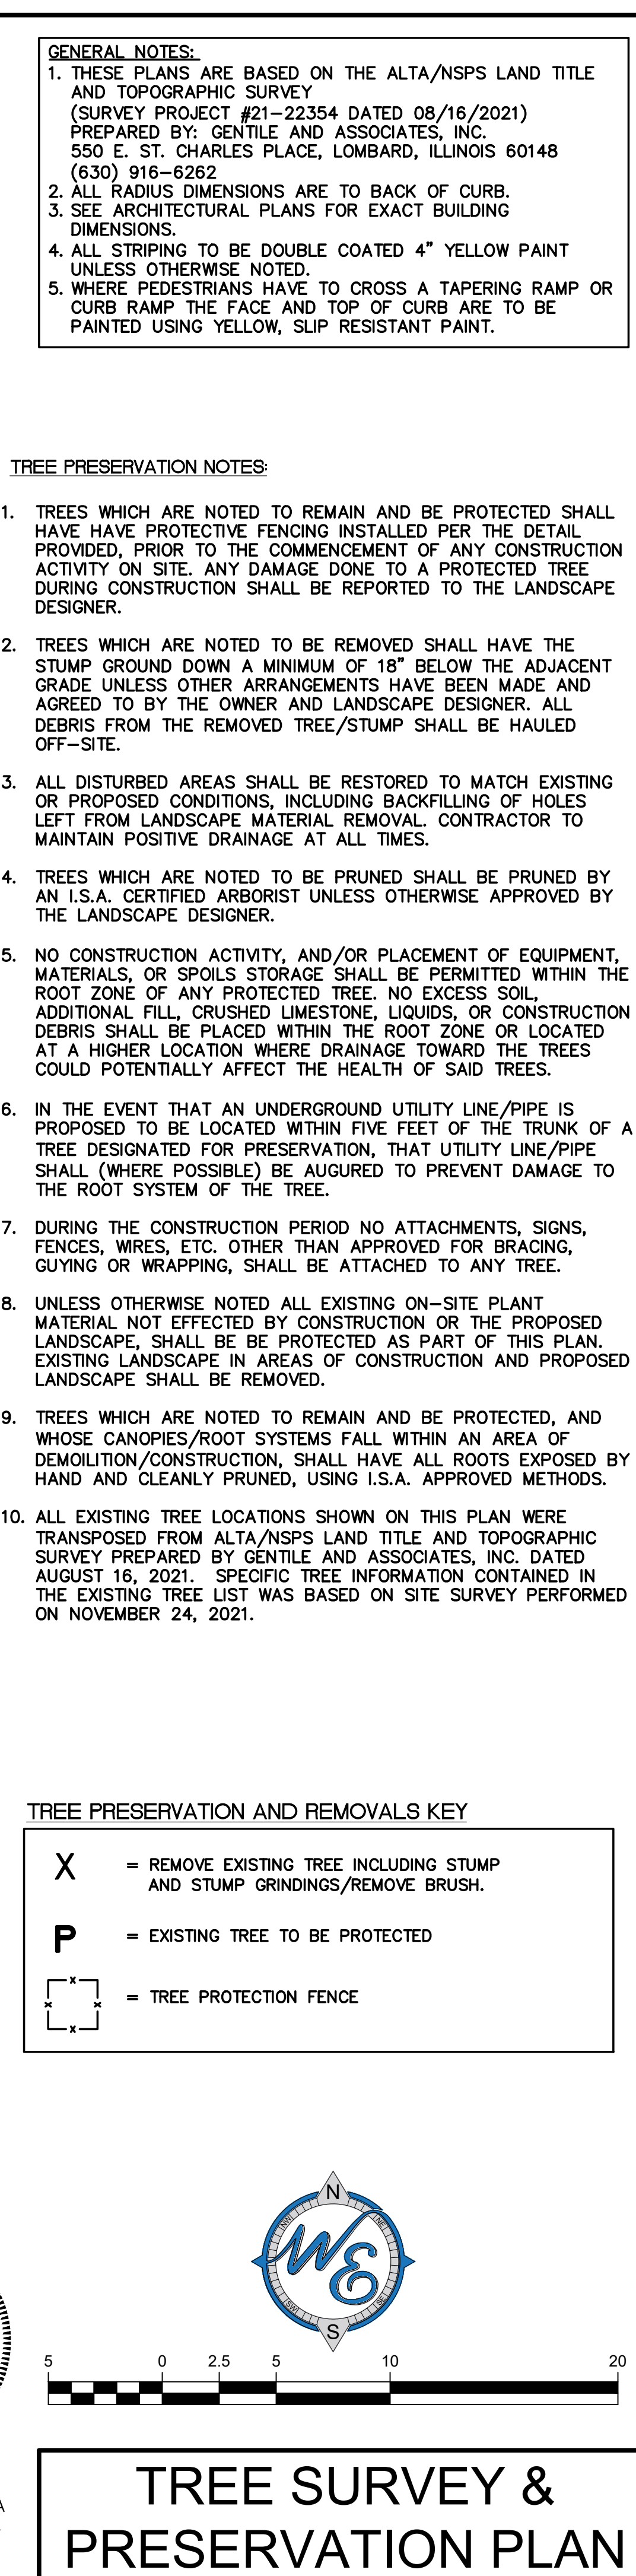 GENERAL NOTES:
1. THESE PLANS ARE BASED ON THE ALTA/NSPS LAND TITLE
AND TOPOGRAPHIC SURVEY
(SURVEY PROJECT #21-22354 DATED 08/16/2021)
PREPARED BY: GENTILE AND ASSOCIATES, INC.
550 E. ST. CHARLES PLACE, LOMBARD, ILLINOIS 60148
(630) 916-6262
2. ALL RADIUS DIMENSIONS ARE TO BACK OF CURB.
3. SEE ARCHITECTURAL PLANS FOR EXACT BUILDING
DIMENSIONS.
4. ALL STRIPING TO BE DOUBLE COATED 4" YELLOW PAINT
UNLESS OTHERWISE NOTED.
5. WHERE PEDESTRIANS HAVE TO CROSS A TAPERING RAMP OR
CURB RAMP THE FACE AND TOP OF CURB ARE TO BE
PAINTED USING YELLOW, SLIP RESISTANT PAINT.
TREE PRESERVATION NOTES:
1. TREES WHICH ARE NOTED TO REMAIN AND BE PROTECTED SHALL
HAVE HAVE PROTECTIVE FENCING INSTALLED PER THE DETAIL
PROVIDED, PRIOR TO THE COMMENCEMENT OF ANY CONSTRUCTION
ACTIVITY ON SITE. ANY DAMAGE DONE TO A PROTECTED TREE
DURING CONSTRUCTION SHALL BE REPORTED TO THE LANDSCAPE
DESIGNER.
2. TREES WHICH ARE NOTED TO BE REMOVED SHALL HAVE THE
STUMP GROUND DOWN A MINIMUM OF 18" BELOW THE ADJACENT
GRADE UNLESS OTHER ARRANGEMENTS HAVE BEEN MADE AND
AGREED TO BY THE OWNER AND LANDSCAPE DESIGNER. ALL
DEBRIS FROM THE REMOVED TREE/STUMP SHALL BE HAULED
OFF-SITE.
3. ALL DISTURBED AREAS SHALL BE RESTORED TO MATCH EXISTING
OR PROPOSED CONDITIONS, INCLUDING BACKFILLING OF HOLES
LEFT FROM LANDSCAPE MATERIAL REMOVAL. CONTRACTOR TO
MAINTAIN POSITIVE DRAINAGE AT ALL TIMES.
4. TREES WHICH ARE NOTED TO BE PRUNED SHALL BE PRUNED BY
AN I.S.A. CERTIFIED ARBORIST UNLESS OTHERWISE APPROVED BY
THE LANDSCAPE DESIGNER.
5. NO CONSTRUCTION ACTIVITY, AND/OR PLACEMENT OF EQUIPMENT,
MATERIALS, OR SPOILS STORAGE SHALL BE PERMITTED WITHIN THE
ROOT ZONE OF ANY PROTECTED TREE. NO EXCESS SOIL,
ADDITIONAL FILL, CRUSHED LIMESTONE, LIQUIDS, OR CONSTRUCTION
DEBRIS SHALL BE PLACED WITHIN THE ROOT ZONE OR LOCATED
AT A HIGHER LOCATION WHERE DRAINAGE TOWARD THE TREES
COULD POTENTIALLY AFFECT THE HEALTH OF SAID TREES.
6. IN THE EVENT THAT AN UNDERGROUND UTILITY LINE/PIPE IS
PROPOSED TO BE LOCATED WITHIN FIVE FEET OF THE TRUNK OF A
TREE DESIGNATED FOR PRESERVATION, THAT UTILITY LINE/PIPE
SHALL (WHERE POSSIBLE) BE AUGURED TO PREVENT DAMAGE TO
THE ROOT SYSTEM OF THE TREE.
7. DURING THE CONSTRUCTION PERIOD NO ATTACHMENTS, SIGNS,
FENCES, WIRES, ETC. OTHER THAN APPROVED FOR BRACING,
GUYING OR WRAPPING, SHALL BE ATTACHED TO ANY TREE.
8. UNLESS OTHERWISE NOTED ALL EXISTING ON-SITE PLANT
MATERIAL NOT EFFECTED BY CONSTRUCTION OR THE PROPOSED
LANDSCAPE, SHALL BE BE PROTECTED AS PART OF THIS PLAN.
EXISTING LANDSCAPE IN AREAS OF CONSTRUCTION AND PROPOSED
LANDSCAPE SHALL BE REMOVED.
9. TREES WHICH ARE NOTED TO REMAIN AND BE PROTECTED, AND
WHOSE CANOPIES/ROOT SYSTEMS FALL WITHIN AN AREA OF
DEMOILITION/CONSTRUCTION, SHALL HAVE ALL ROOTS EXPOSED BY
HAND AND CLEANLY PRUNED, USING I.S.A. APPROVED METHODS.
10. ALL EXISTING TREE LOCATIONS SHOWN ON THIS PLAN WERE
TRANSPOSED FROM ALTA/NSPS LAND TITLE AND TOPOGRAPHIC
SURVEY PREPARED BY GENTILE AND ASSOCIATES, INC. DATED
AUGUST 16, 2021. SPECIFIC TREE INFORMATION CONTAINED IN
THE EXISTING TREE LIST WAS BASED ON SITE SURVEY PERFORMED
ON NOVEMBER 24, 2021.
TREE PRESERVATION AND REMOVALS KEY
X = REMOVE EXISTING TREE INCLUDING STUMP
AND STUMP GRINDINGS/REMOVE BRUSH.
P = EXISTING TREE TO BE PROTECTED
= TREE PROTECTION FENCE
N
NW NE
WE
SW SE
S
5 0 2.5 5 10 20
A
TREE SURVEY &
PRESERVATION PLAN